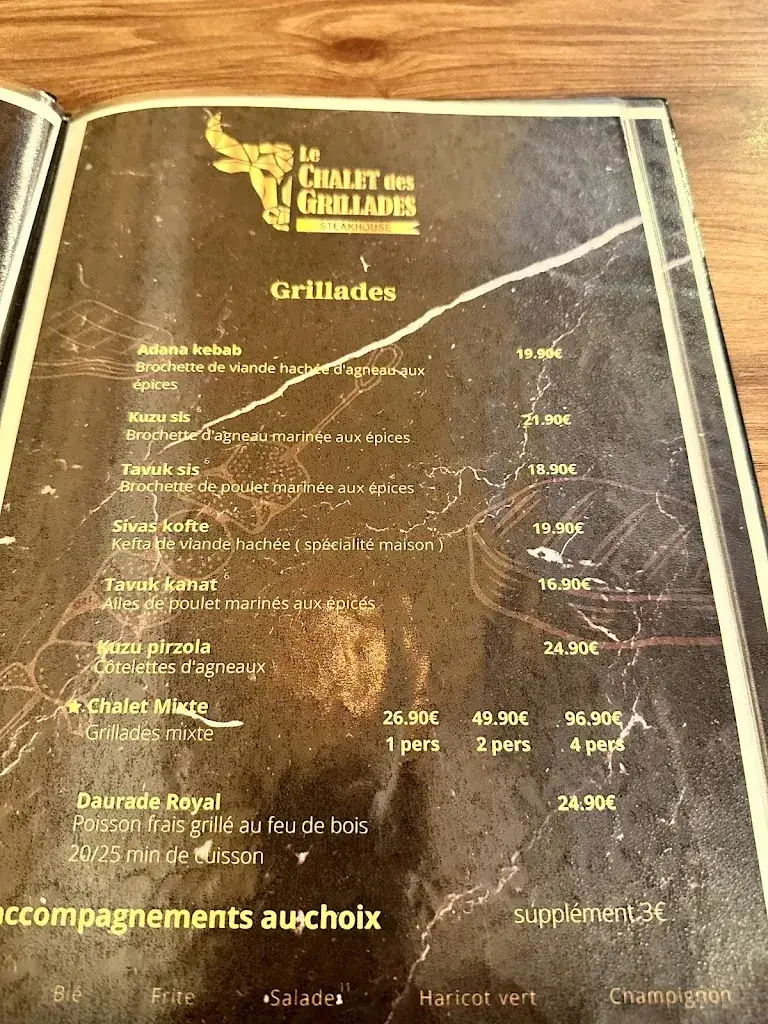 Le
CHALET des
GRILLADES
STEAKHOUSE
Grillades
Adana kebab 19.90€
Brochette de viande hachée d'agneau aux
épices
Kuzu sis 6 21.90€
Brochette d'agneau marinée aux épices
Tavuk sis 6 18.90€
Brochette de poulet marinée aux épices
Sivas kofte 19.90€
Kefta de viande hachée ( spécialité maison )
Tavuk kanat 6 16.90€
Ailes de poulet marinés aux épices
Kuzu pirzola 24.90€
Côtelettes d'agneaux
★ Chalet Mixte 26.90€ 49.90€ 96.90€
Grillades mixte 1 pers 2 pers 4 pers
Daurade Royal 24.90€
Poisson frais grillé au feu de bois
20/25 min de cuisson
accompagnements au choix supplément 3€
Blé Frite Salade 11 Haricot vert Champignon